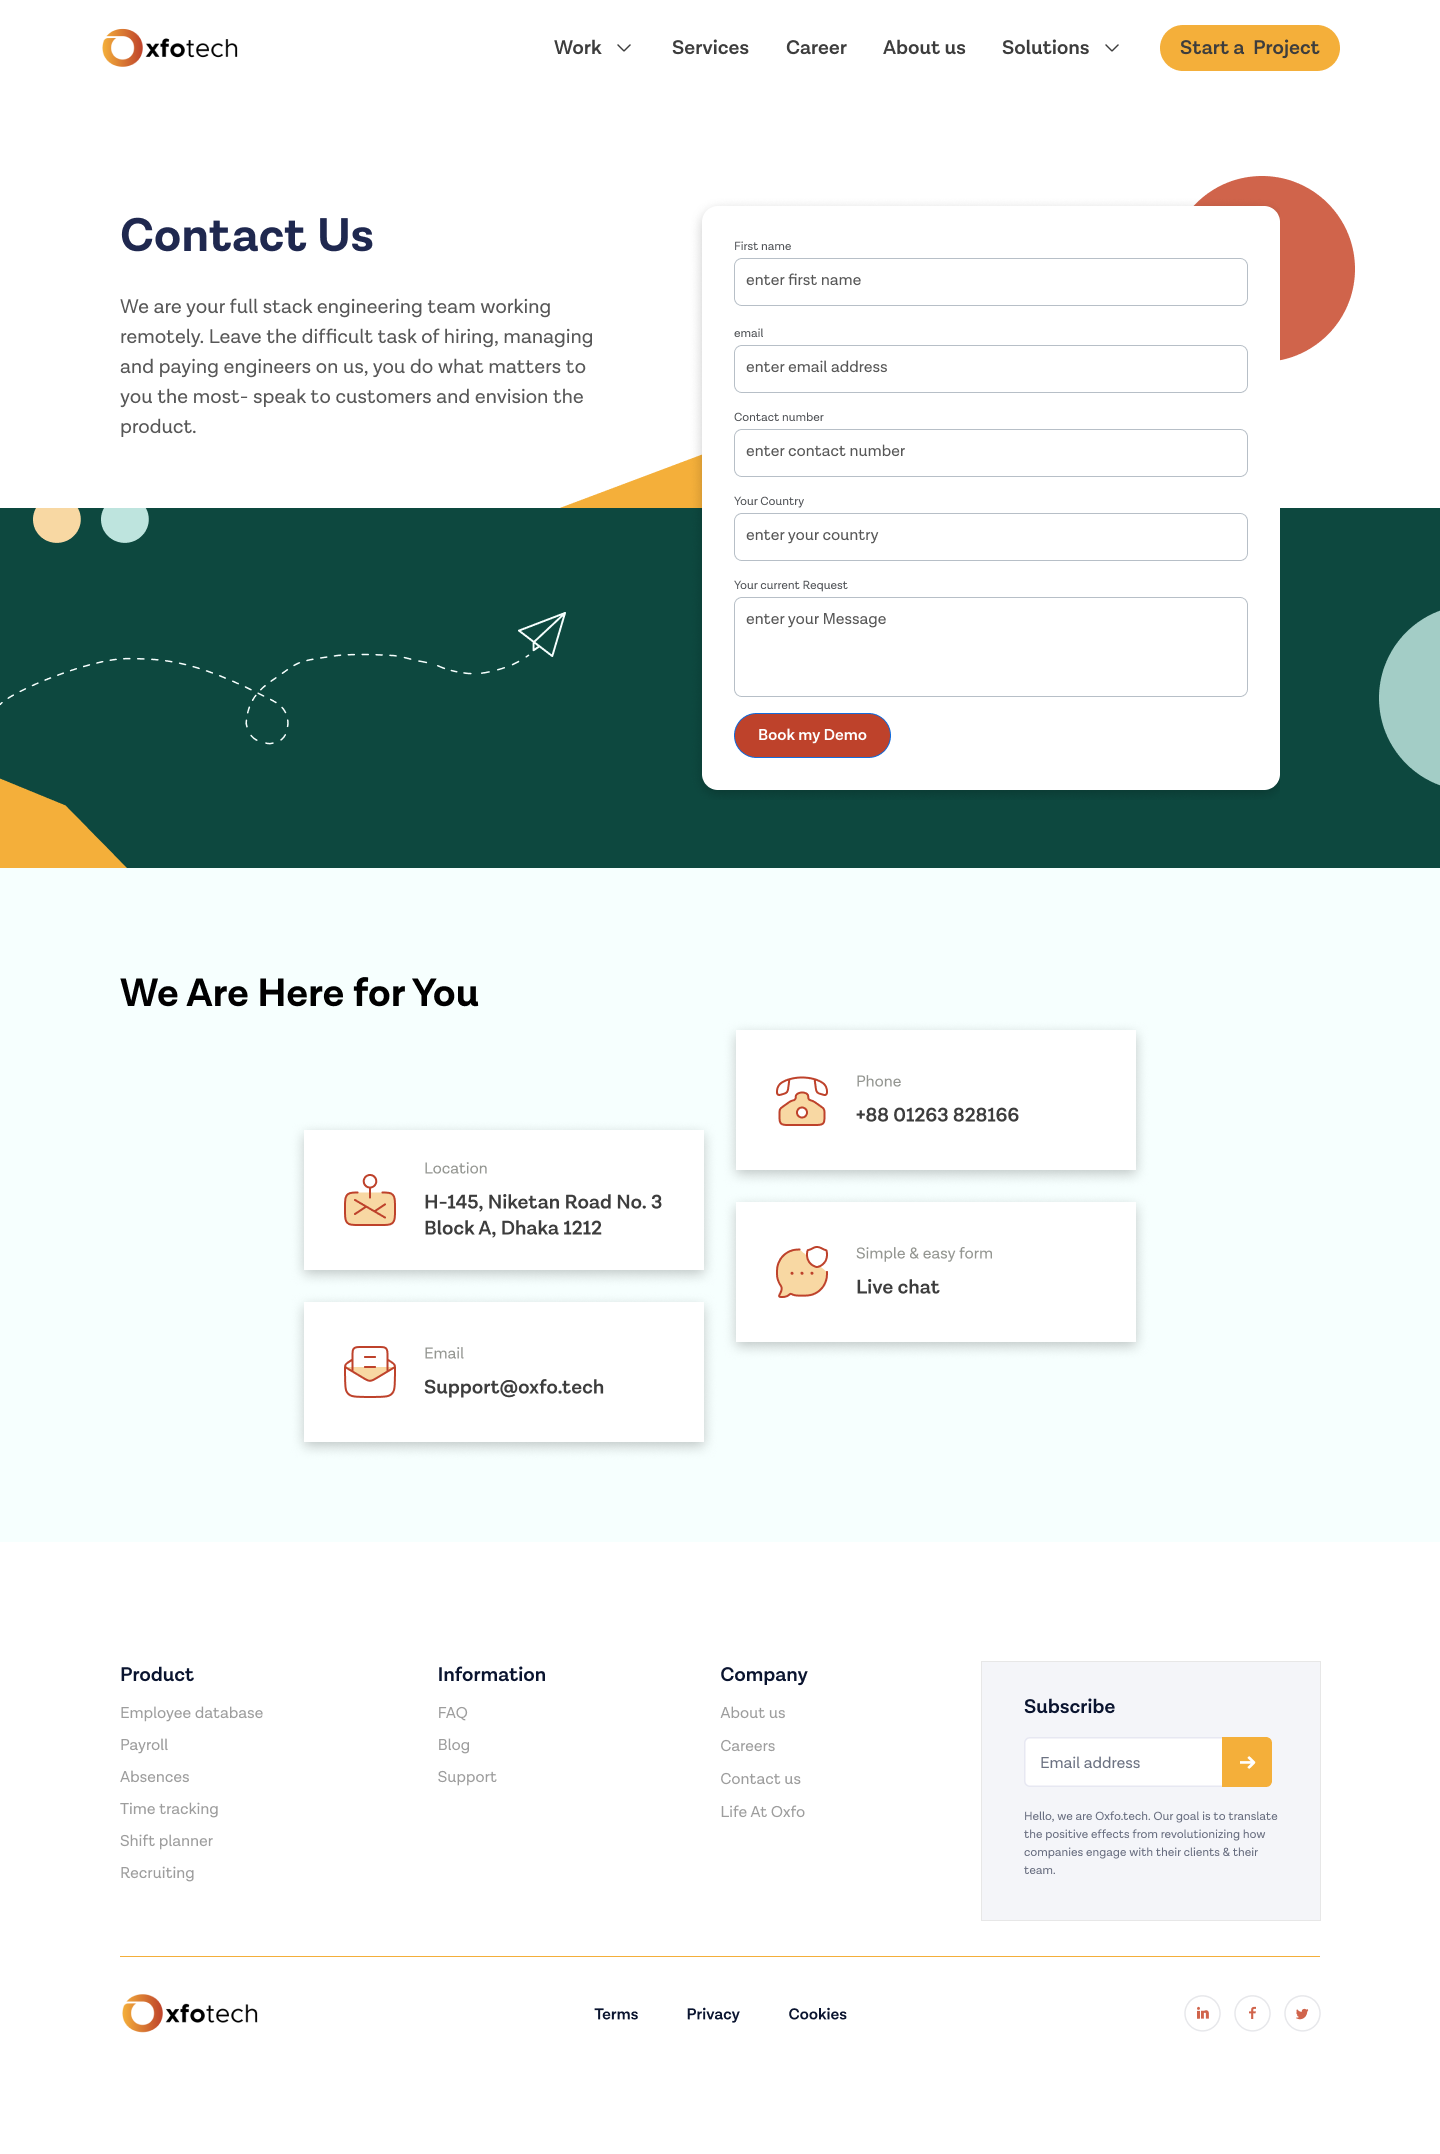 Oxfotech
Work
Services
Career
About us
Solutions
Start a Project
Contact Us
We are your full stack engineering team working
remotely. Leave the difficult task of hiring, managing
and paying engineers on us, you do what matters to
you the most- speak to customers and envision the
product.
First name
enter first name
email
enter email address
Contact number
enter contact number
Your Country
enter your country
Your current Request
enter your Message
Book my Demo
We Are Here for You
Phone
+88 01263 828166
Location
H-145, Niketan Road No. 3
Block A, Dhaka 1212
Simple & easy form
Live chat
Email
Support@oxfo.tech
Product
Employee database
Payroll
Absences
Time tracking
Shift planner
Recruiting
Information
FAQ
Blog
Support
Company
About us
Careers
Contact us
Life At Oxfo
Subscribe
Email address
Hello, we are Oxfo.tech. Our goal is to translate
the positive effects from revolutionizing how
companies engage with their clients & their
team.
Oxfotech
Terms
Privacy
Cookies
in
f